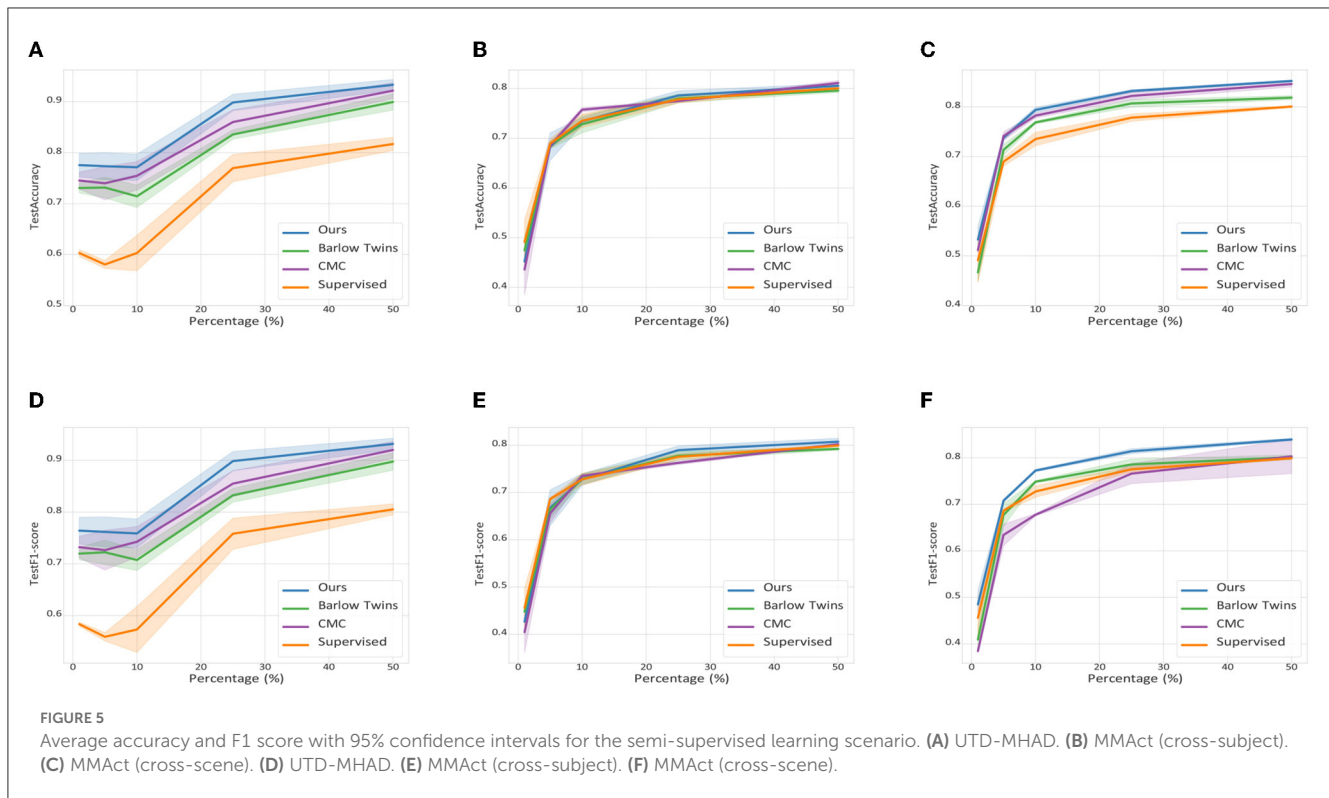 A
TestAccuracy
0.9
0.8
0.7
0.6
0.5
0
10
20
30
40
50
Percentage (%)
Ours
Barlow Twins
CMC
Supervised
B
TestAccuracy
0.8
0.7
0.6
0.5
0.4
0
10
20
30
40
50
Percentage (%)
Ours
Barlow Twins
CMC
Supervised
C
TestAccuracy
0.8
0.7
0.6
0.5
0.4
0
10
20
30
40
50
Percentage (%)
Ours
Barlow Twins
CMC
Supervised
D
TestF1-score
0.9
0.8
0.7
0.6
0
10
20
30
40
50
Percentage (%)
Ours
Barlow Twins
CMC
Supervised
E
TestF1-score
0.8
0.7
0.6
0.5
0.4
0
10
20
30
40
50
Percentage (%)
Ours
Barlow Twins
CMC
Supervised
F
TestF1-score
0.8
0.7
0.6
0.5
0.4
0
10
20
30
40
50
Percentage (%)
Ours
Barlow Twins
CMC
Supervised
FIGURE 5
Average accuracy and F1 score with 95% confidence intervals for the semi-supervised learning scenario. (A) UTD-MHAD. (B) MMAct (cross-subject).
(C) MMAct (cross-scene). (D) UTD-MHAD. (E) MMAct (cross-subject). (F) MMAct (cross-scene).